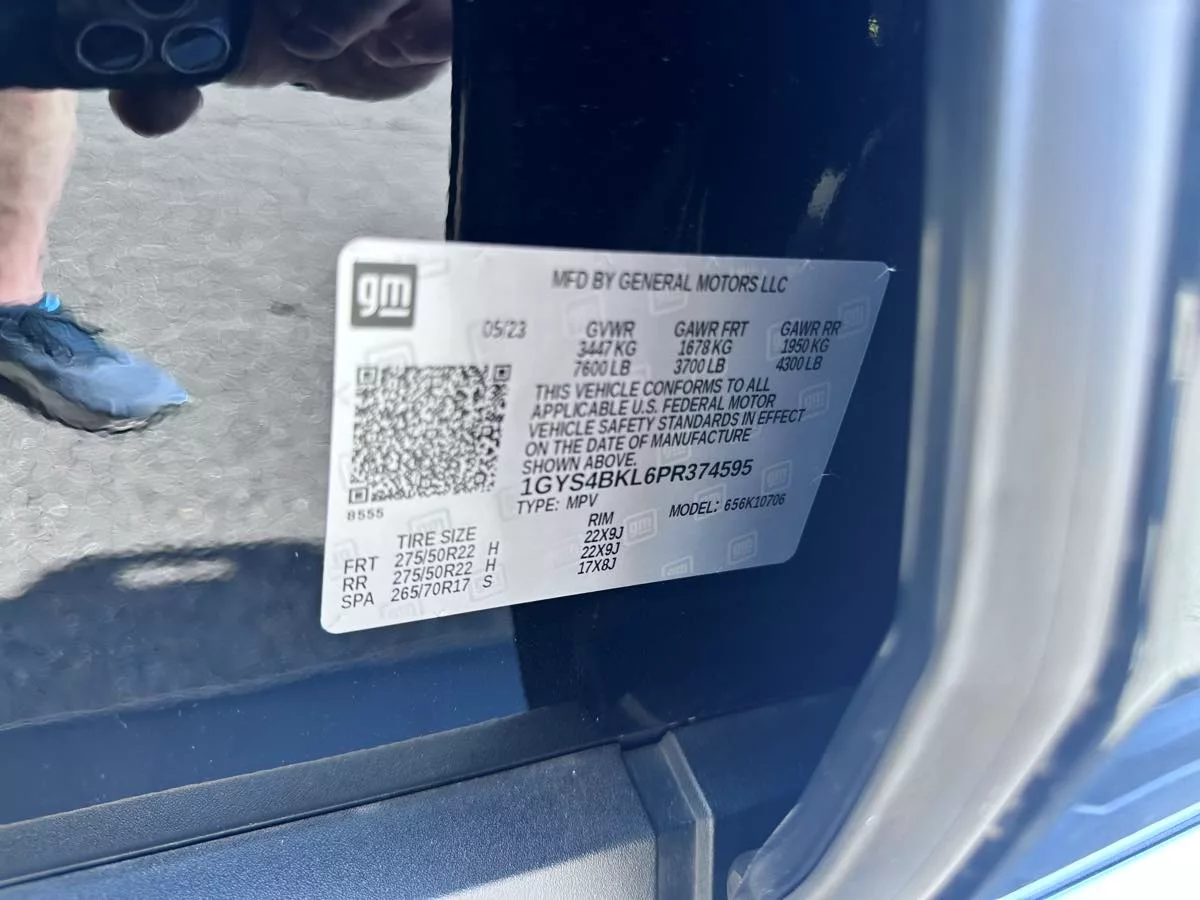 gm
MFD BY GENERAL MOTORS LLC
05/23 GVWR GAWR FRT GAWR RR
3447 KG 1678 KG 1950 KG
7600 LB 3700 LB 4300 LB
THIS VEHICLE CONFORMS TO ALL
APPLICABLE U.S. FEDERAL MOTOR
VEHICLE SAFETY STANDARDS IN EFFECT
ON THE DATE OF MANUFACTURE
SHOWN ABOVE.
1GYS4BKL6PR374595
TYPE: MPV MODEL: 656K10706
8555
TIRE SIZE RIM
FRT 275/50R22 H 22X9J
RR 275/50R22 H 22X9J
SPA 265/70R17 S 17X8J